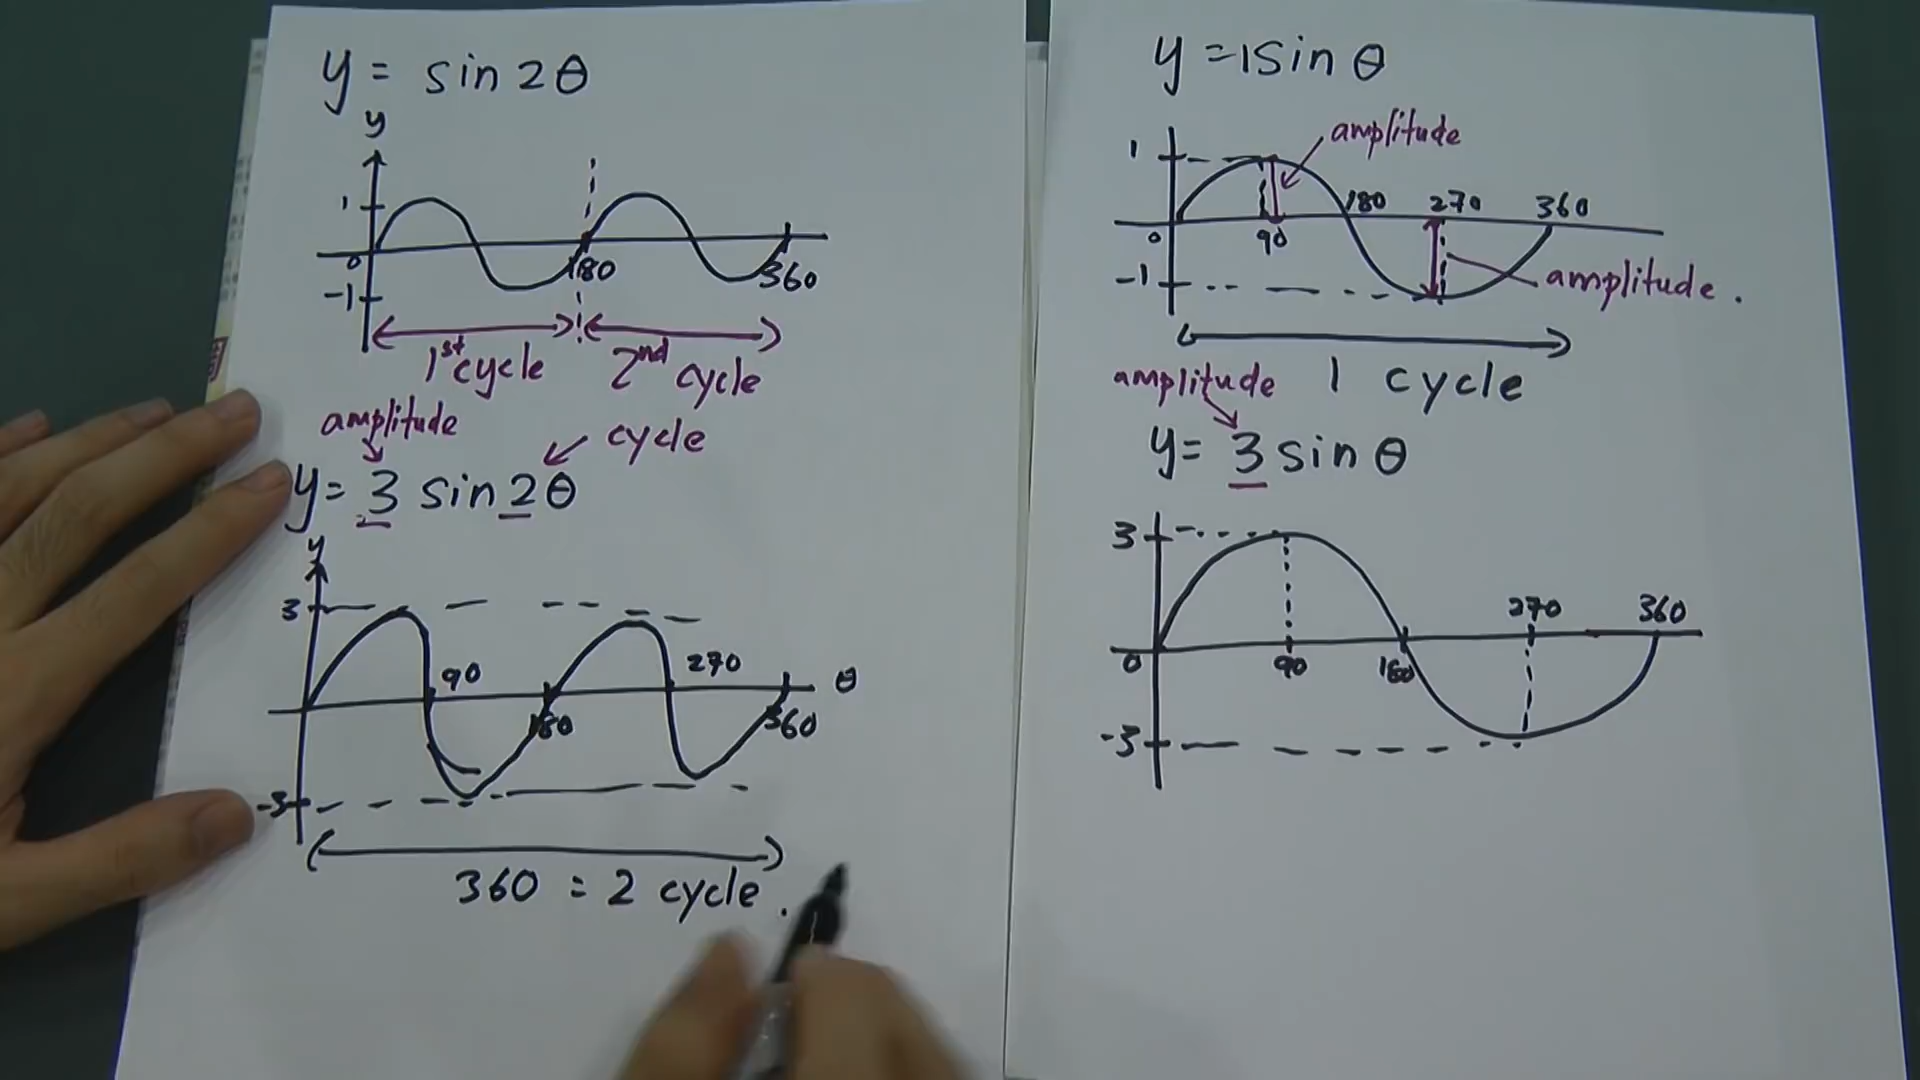 y = sin 2θ
y
1
0
180
360
-1
1st cycle
2nd cycle
amplitude
cycle
y = 3 sin 2θ
y
3
90
270
θ
180
360
-3
360 = 2 cycle.
y = 1 sin θ
amplitude
1
180
270
360
0
90
-1
amplitude.
1 cycle
amplitude
y = 3 sin θ
3
270
360
0
90
180
-3